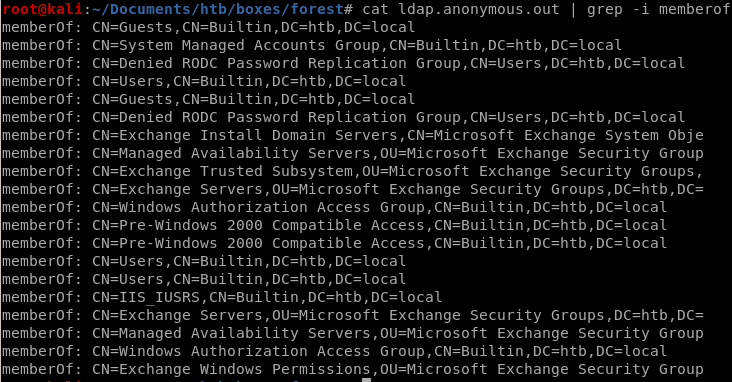 root@kali:~/Documents/htb/boxes/forest# cat ldap.anonymous.out | grep -i memberof
memberOf: CN=Guests,CN=Builtin,DC=htb,DC=local
memberOf: CN=System Managed Accounts Group,CN=Builtin,DC=htb,DC=local
memberOf: CN=Denied RODC Password Replication Group,CN=Users,DC=htb,DC=local
memberOf: CN=Users,CN=Builtin,DC=htb,DC=local
memberOf: CN=Guests,CN=Builtin,DC=htb,DC=local
memberOf: CN=Denied RODC Password Replication Group,CN=Users,DC=htb,DC=local
memberOf: CN=Exchange Install Domain Servers,CN=Microsoft Exchange System Obje
memberOf: CN=Managed Availability Servers,OU=Microsoft Exchange Security Group
memberOf: CN=Exchange Trusted Subsystem,OU=Microsoft Exchange Security Groups,
memberOf: CN=Exchange Servers,OU=Microsoft Exchange Security Groups,DC=htb,DC=
memberOf: CN=Windows Authorization Access Group,CN=Builtin,DC=htb,DC=local
memberOf: CN=Pre-Windows 2000 Compatible Access,CN=Builtin,DC=htb,DC=local
memberOf: CN=Pre-Windows 2000 Compatible Access,CN=Builtin,DC=htb,DC=local
memberOf: CN=Users,CN=Builtin,DC=htb,DC=local
memberOf: CN=Users,CN=Builtin,DC=htb,DC=local
memberOf: CN=IIS_IUSRS,CN=Builtin,DC=htb,DC=local
memberOf: CN=Exchange Servers,OU=Microsoft Exchange Security Groups,DC=htb,DC=
memberOf: CN=Managed Availability Servers,OU=Microsoft Exchange Security Group
memberOf: CN=Windows Authorization Access Group,CN=Builtin,DC=htb,DC=local
memberOf: CN=Exchange Windows Permissions,OU=Microsoft Exchange Security Group